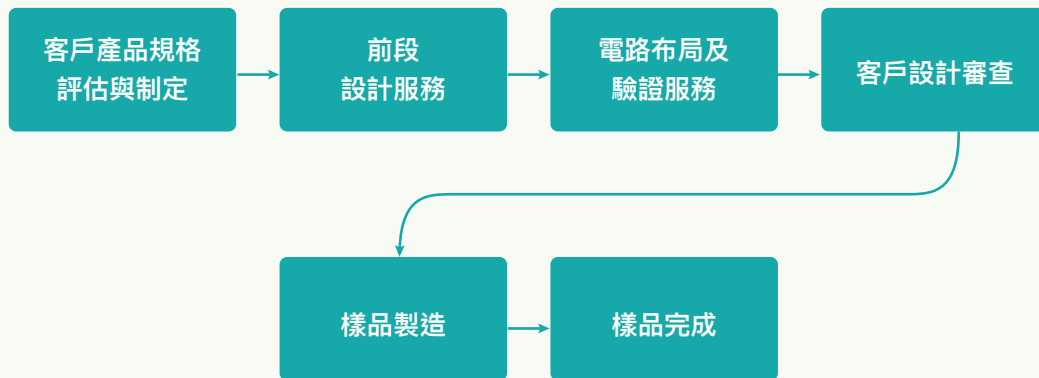 客戶產品規格
評估與制定
前段
設計服務
電路布局及
驗證服務
客戶設計審查
樣品製造
樣品完成